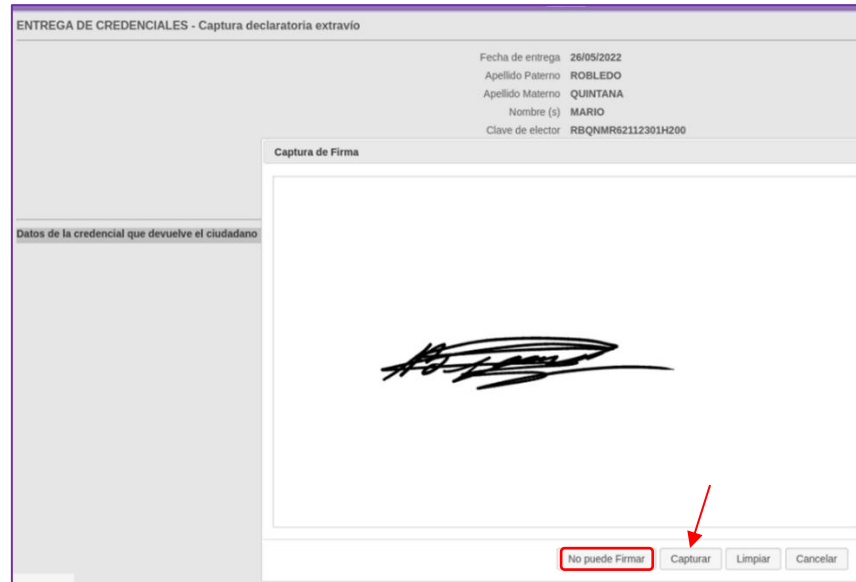 ENTREGA DE CREDENCIALES - Captura declaratoria extravío
Fecha de entrega 26/05/2022
Apellido Paterno ROBLEDO
Apellido Materno QUINTANA
Nombre (s) MARIO
Clave de elector RBQNMR62112301H200
Captura de Firma
Datos de la credencial que devuelve el ciudadano
No puede Firmar Capturar Limpiar Cancelar